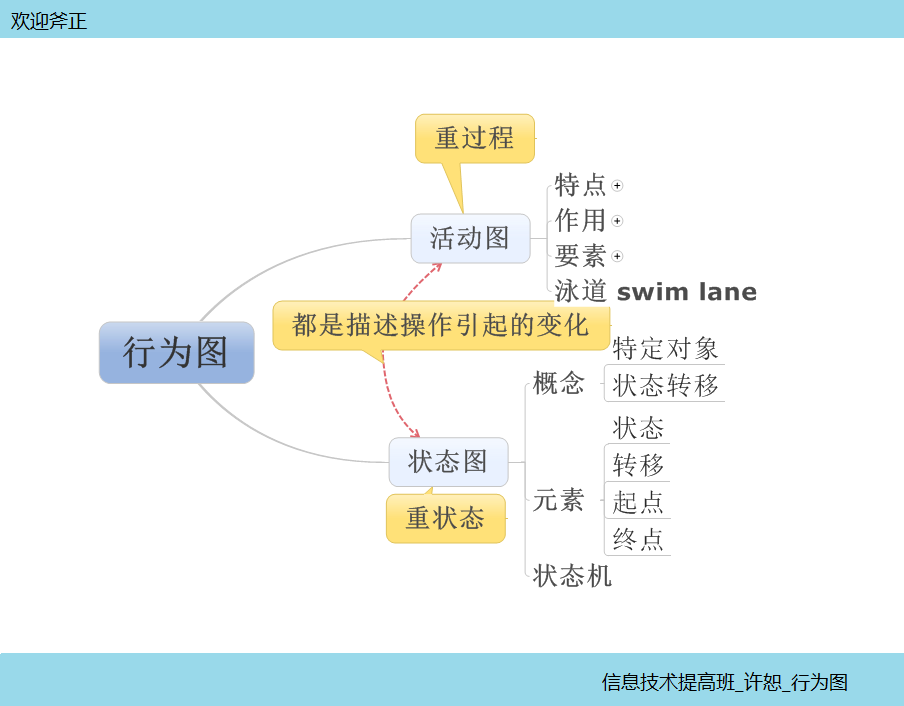 欢迎斧正
重过程
特点
作用
活动图
要素
泳道 swim lane
都是描述操作引起的变化
行为图
特定对象
概念
状态转移
状态
状态图
转移
元素
起点
重状态
终点
状态机
信息技术提高班_许恕_行为图